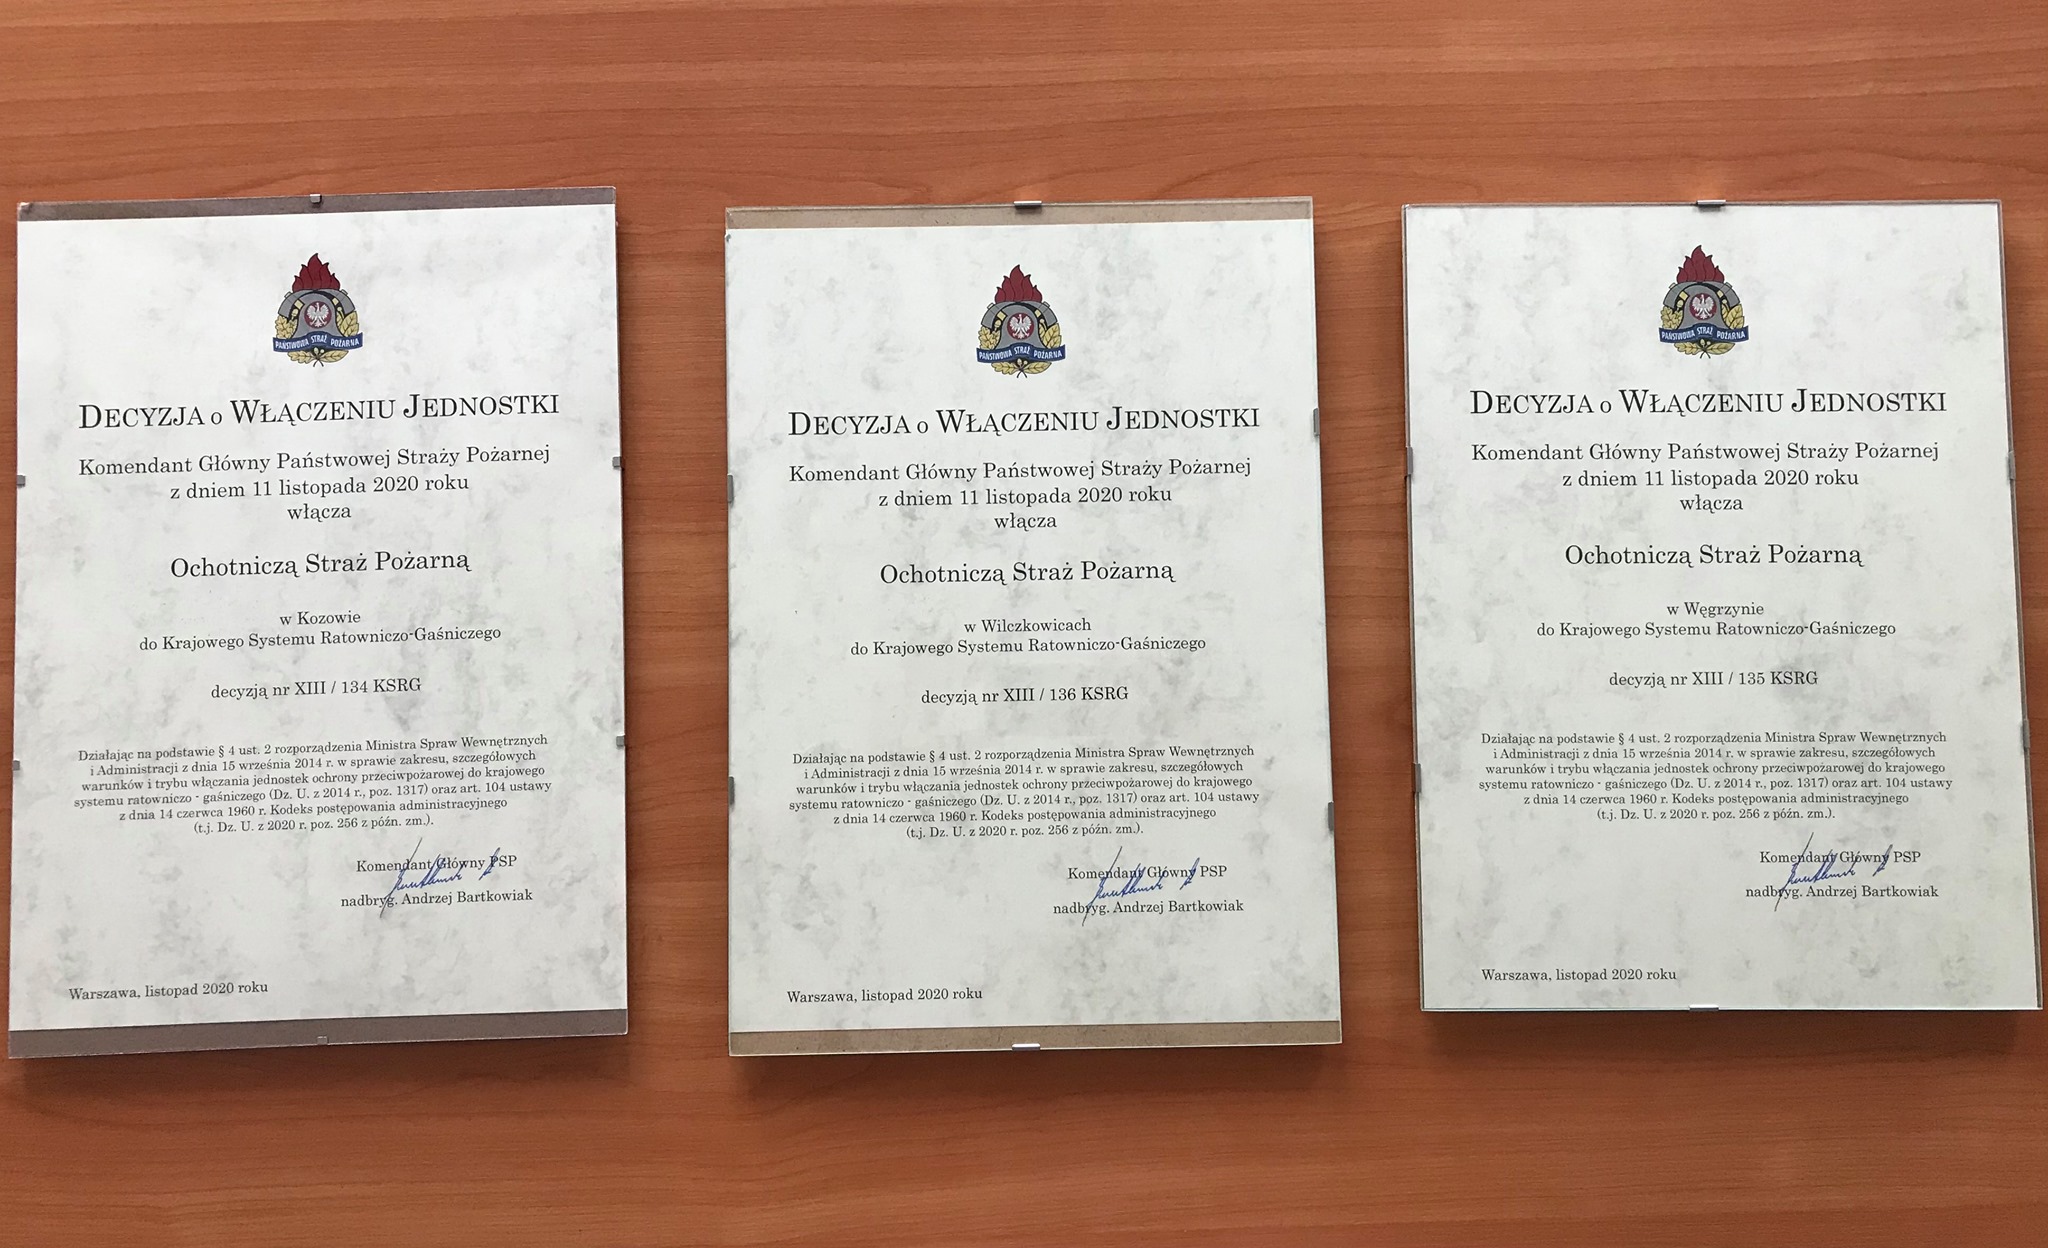 PAŃSTWOWA STRAŻ POŻARNA
DECYZJA O WŁĄCZENIU JEDNOSTKI
Komendant Główny Państwowej Straży Pożarnej
z dniem 11 listopada 2020 roku
włącza
Ochotniczą Straż Pożarną
w Kozowie
do Krajowego Systemu Ratowniczo-Gaśniczego
decyzją nr XIII / 134 KSRG
Działając na podstawie § 4 ust. 2 rozporządzenia Ministra Spraw Wewnętrznych
i Administracji z dnia 15 września 2014 r. w sprawie zakresu, szczegółowych
warunków i trybu włączania jednostek ochrony przeciwpożarowej do krajowego
systemu ratowniczo - gaśniczego (Dz. U. z 2014 r., poz. 1317) oraz art. 104 ustawy
z dnia 14 czerwca 1960 r. Kodeks postępowania administracyjnego
(t.j. Dz. U. z 2020 r. poz. 256 z późn. zm.).
Komendant Główny PSP
nadbryg. Andrzej Bartkowiak
Warszawa, listopad 2020 roku
PAŃSTWOWA STRAŻ POŻARNA
DECYZJA O WŁĄCZENIU JEDNOSTKI
Komendant Główny Państwowej Straży Pożarnej
z dniem 11 listopada 2020 roku
włącza
Ochotniczą Straż Pożarną
w Wilczkowicach
do Krajowego Systemu Ratowniczo-Gaśniczego
decyzją nr XIII / 136 KSRG
Działając na podstawie § 4 ust. 2 rozporządzenia Ministra Spraw Wewnętrznych
i Administracji z dnia 15 września 2014 r. w sprawie zakresu, szczegółowych
warunków i trybu włączania jednostek ochrony przeciwpożarowej do krajowego
systemu ratowniczo - gaśniczego (Dz. U. z 2014 r., poz. 1317) oraz art. 104 ustawy
z dnia 14 czerwca 1960 r. Kodeks postępowania administracyjnego
(t.j. Dz. U. z 2020 r. poz. 256 z późn. zm.).
Komendant Główny PSP
nadbryg. Andrzej Bartkowiak
Warszawa, listopad 2020 roku
PAŃSTWOWA STRAŻ POŻARNA
DECYZJA O WŁĄCZENIU JEDNOSTKI
Komendant Główny Państwowej Straży Pożarnej
z dniem 11 listopada 2020 roku
włącza
Ochotniczą Straż Pożarną
w Węgrzynie
do Krajowego Systemu Ratowniczo-Gaśniczego
decyzją nr XIII / 135 KSRG
Działając na podstawie § 4 ust. 2 rozporządzenia Ministra Spraw Wewnętrznych
i Administracji z dnia 15 września 2014 r. w sprawie zakresu, szczegółowych
warunków i trybu włączania jednostek ochrony przeciwpożarowej do krajowego
systemu ratowniczo - gaśniczego (Dz. U. z 2014 r., poz. 1317) oraz art. 104 ustawy
z dnia 14 czerwca 1960 r. Kodeks postępowania administracyjnego
(t.j. Dz. U. z 2020 r. poz. 256 z późn. zm.).
Komendant Główny PSP
nadbryg. Andrzej Bartkowiak
Warszawa, listopad 2020 roku